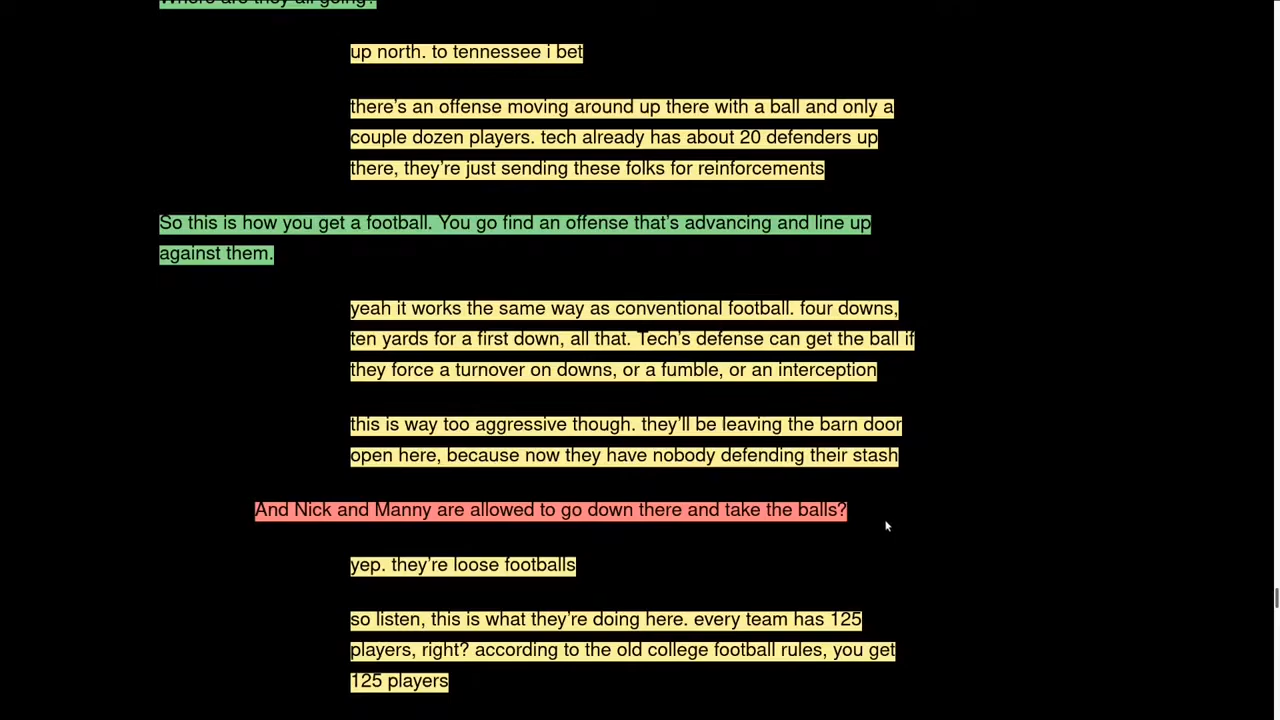 Where are they all going?
up north. to tennessee i bet
there's an offense moving around up there with a ball and only a
couple dozen players. tech already has about 20 defenders up
there, they're just sending these folks for reinforcements
So this is how you get a football. You go find an offense that's advancing and line up
against them.
yeah it works the same way as conventional football. four downs,
ten yards for a first down, all that. Tech's defense can get the ball if
they force a turnover on downs, or a fumble, or an interception
this is way too aggressive though. they'll be leaving the barn door
open here, because now they have nobody defending their stash
And Nick and Manny are allowed to go down there and take the balls?
yep. they're loose footballs
so listen, this is what they're doing here. every team has 125
players, right? according to the old college football rules, you get
125 players